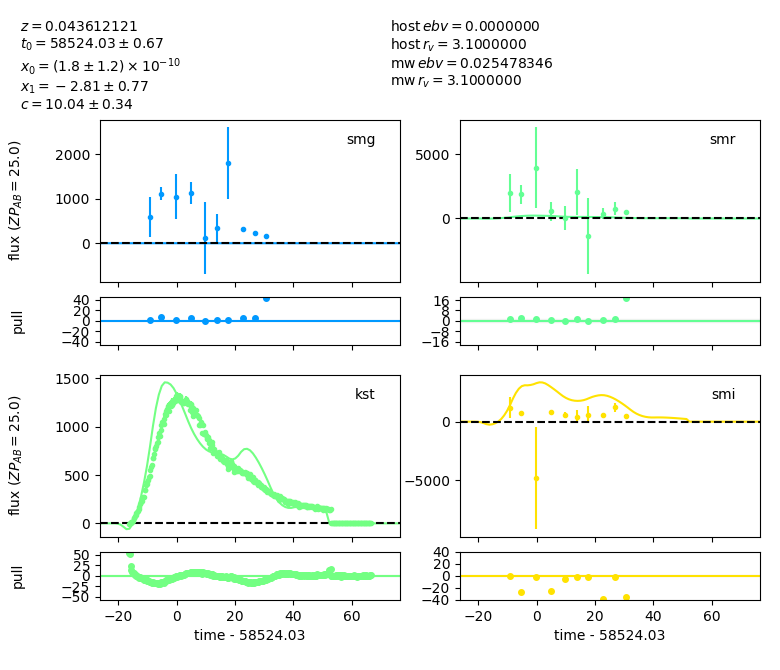 z = 0.043612121
t₀ = 58524.03 ± 0.67
x₀ = (1.8 ± 1.2) × 10⁻¹⁰
x₁ = −2.81 ± 0.77
c = 10.04 ± 0.34
host ebv = 0.0000000
host r_v = 3.1000000
mw ebv = 0.025478346
mw r_v = 3.1000000
smg
flux (ZP_AB = 25.0)
2000
1000
0
smr
5000
0
pull
40
20
0
−20
−40
16
8
0
−8
−16
kst
flux (ZP_AB = 25.0)
1500
1000
500
0
smi
0
−5000
pull
50
25
0
−25
−50
−20 0 20 40 60
time - 58524.03
40
20
0
−20
−40
−20 0 20 40 60
time - 58524.03